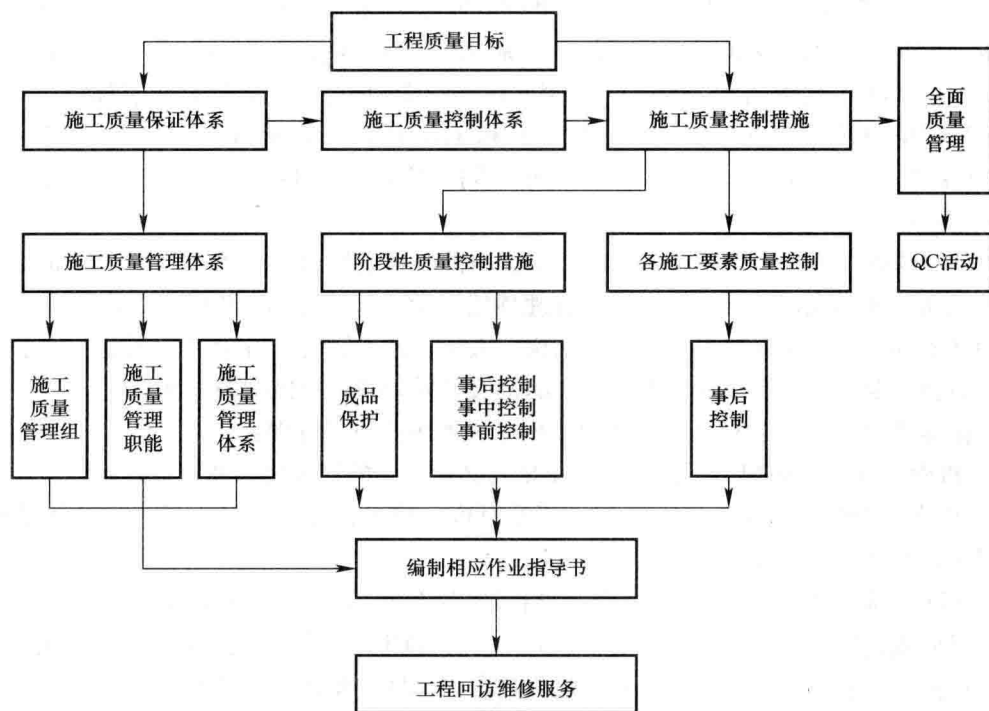 工程质量目标
施工质量保证体系
施工质量控制体系
施工质量控制措施
全面
质量
管理
施工质量管理体系
阶段性质量控制措施
各施工要素质量控制
QC活动
施工
质量
管理组
施工
质量
管理
职能
施工
质量
管理
体系
成品
保护
事后控制
事中控制
事前控制
事后
控制
编制相应作业指导书
工程回访维修服务